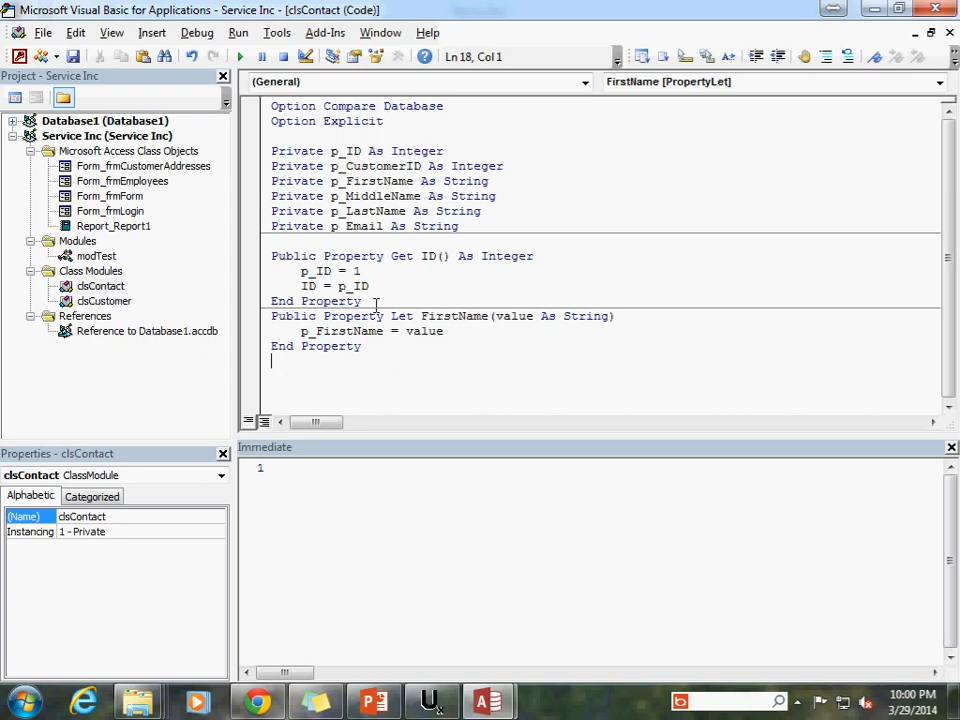 Microsoft Visual Basic for Applications - Service Inc - [clsContact (Code)]
File Edit View Insert Format Debug Run Tools Add-Ins Window Help
Ln 18, Col 1
Project - Service Inc
(General)
FirstName [PropertyLet]
Database1 (Database1)
Service Inc (Service Inc)
Microsoft Access Class Objects
Form_frmCustomerAddresses
Form_frmEmployees
Form_frmForm
Form_frmLogin
Report_Report1
Modules
modTest
Class Modules
clsContact
clsCustomer
References
Reference to Database1.accdb
Option Compare Database
Option Explicit
Private p_ID As Integer
Private p_CustomerID As Integer
Private p_FirstName As String
Private p_MiddleName As String
Private p_LastName As String
Private p_Email As String
Public Property Get ID() As Integer
p_ID = 1
ID = p_ID
End Property
Public Property Let FirstName(value As String)
p_FirstName = value
End Property
Properties - clsContact
clsContact ClassModule
Alphabetic Categorized
(Name) clsContact
Instancing 1 - Private
Immediate
1
10:00 PM
3/29/2014